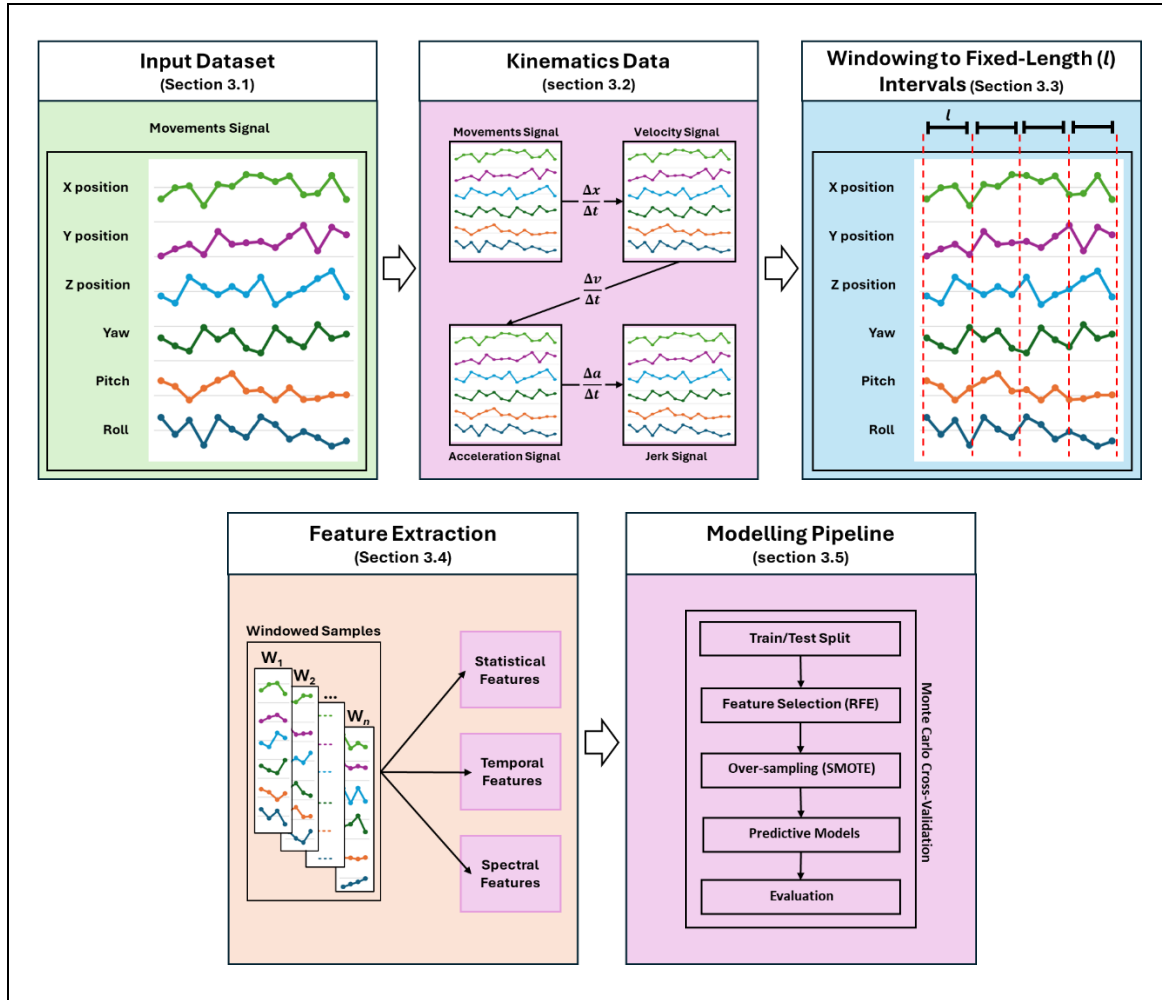 Input Dataset
(Section 3.1)
Movements Signal
X position
Y position
Z position
Yaw
Pitch
Roll
Kinematics Data
(section 3.2)
Movements Signal
Velocity Signal
Δx
Δt
Δv
Δt
Δa
Δt
Acceleration Signal
Jerk Signal
Windowing to Fixed-Length (l)
Intervals (Section 3.3)
l
X position
Y position
Z position
Yaw
Pitch
Roll
Feature Extraction
(Section 3.4)
Windowed Samples
W1
W2
...
Wn
Statistical
Features
Temporal
Features
Spectral
Features
Modelling Pipeline
(section 3.5)
Train/Test Split
Feature Selection (RFE)
Over-sampling (SMOTE)
Predictive Models
Evaluation
Monte Carlo Cross-Validation